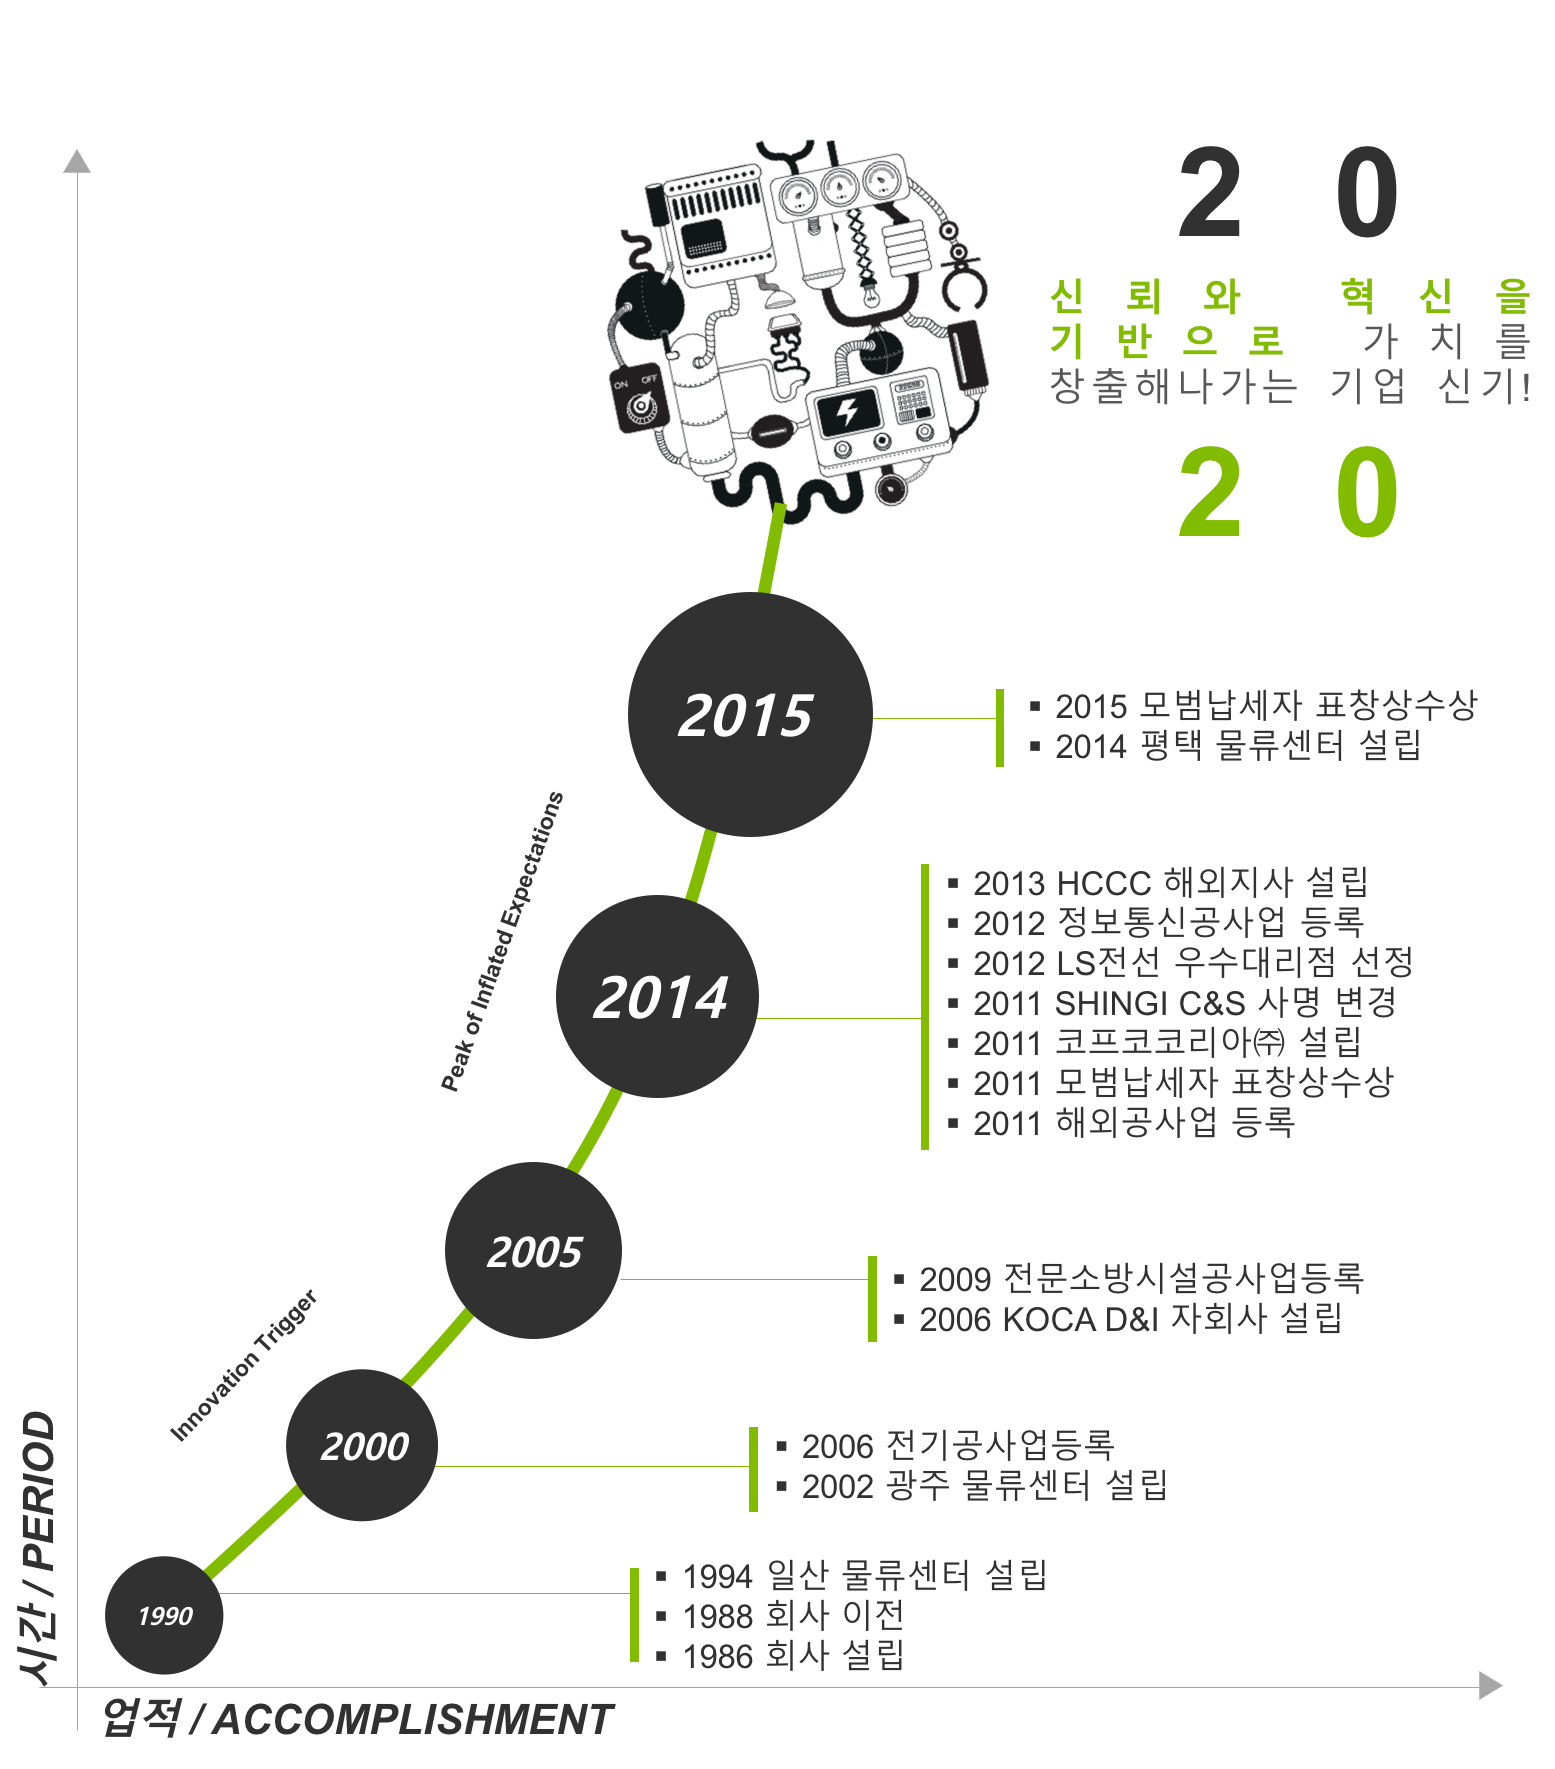 2 0
신뢰와 혁신을
기반으로 가치를
창출해나가는 기업 신기!
2 0
ON OFF
2015
▪ 2015 모범납세자 표창상수상
▪ 2014 평택 물류센터 설립
Peak of Inflated Expectations
2014
▪ 2013 HCCC 해외지사 설립
▪ 2012 정보통신공사업 등록
▪ 2012 LS전선 우수대리점 선정
▪ 2011 SHINGI C&S 사명 변경
▪ 2011 코프코코리아㈜ 설립
▪ 2011 모범납세자 표창상수상
▪ 2011 해외공사업 등록
2005
▪ 2009 전문소방시설공사업등록
▪ 2006 KOCA D&I 자회사 설립
Innovation Trigger
2000
▪ 2006 전기공사업등록
▪ 2002 광주 물류센터 설립
1990
▪ 1994 일산 물류센터 설립
▪ 1988 회사 이전
▪ 1986 회사 설립
시간 / PERIOD
업적 / ACCOMPLISHMENT